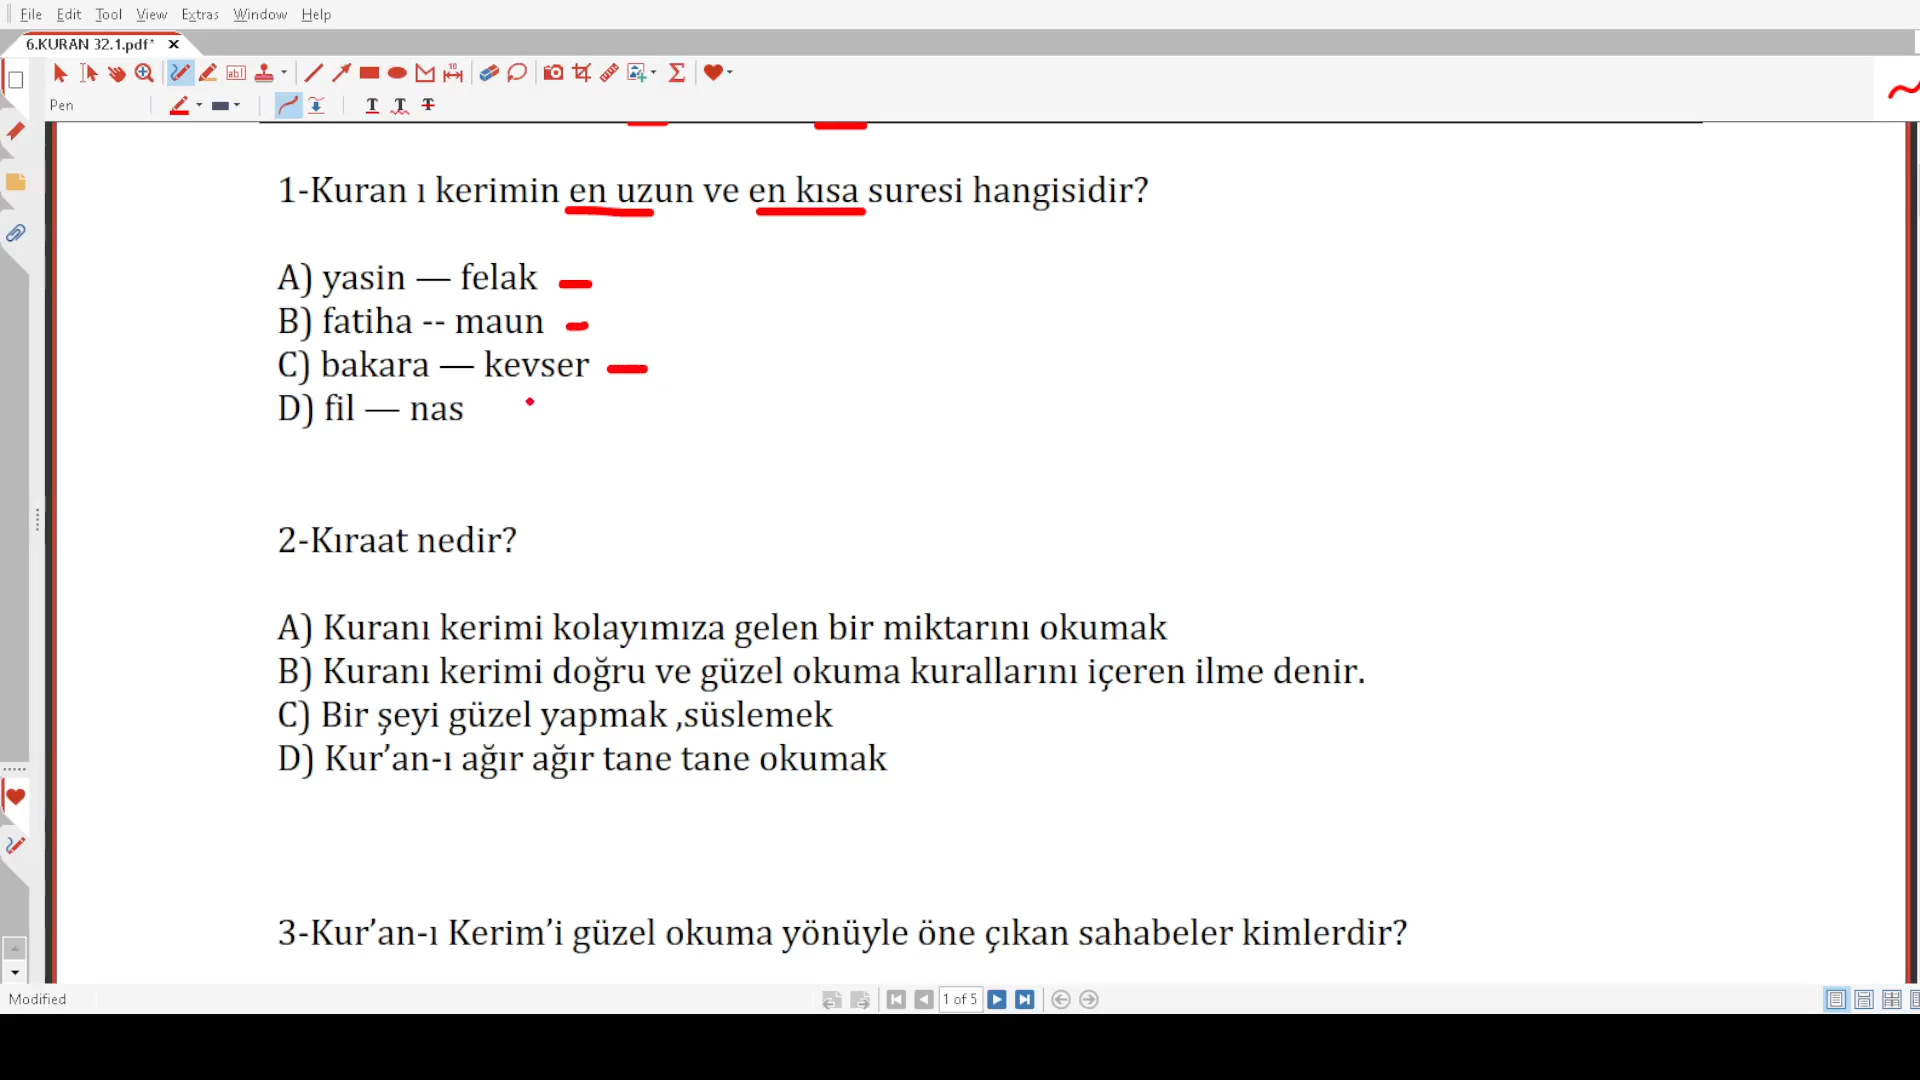 File Edit Tool View Extras Window Help
6.KURAN 32.1.pdf*
Pen
1-Kuran ı kerimin en uzun ve en kısa suresi hangisidir?
A) yasin — felak
B) fatiha -- maun
C) bakara — kevser
D) fil — nas
2-Kıraat nedir?
A) Kuranı kerimi kolayımıza gelen bir miktarını okumak
B) Kuranı kerimi doğru ve güzel okuma kurallarını içeren ilme denir.
C) Bir şeyi güzel yapmak ,süslemek
D) Kur’an-ı ağır ağır tane tane okumak
3-Kur’an-ı Kerim’i güzel okuma yönüyle öne çıkan sahabeler kimlerdir?
Modified
1 of 5